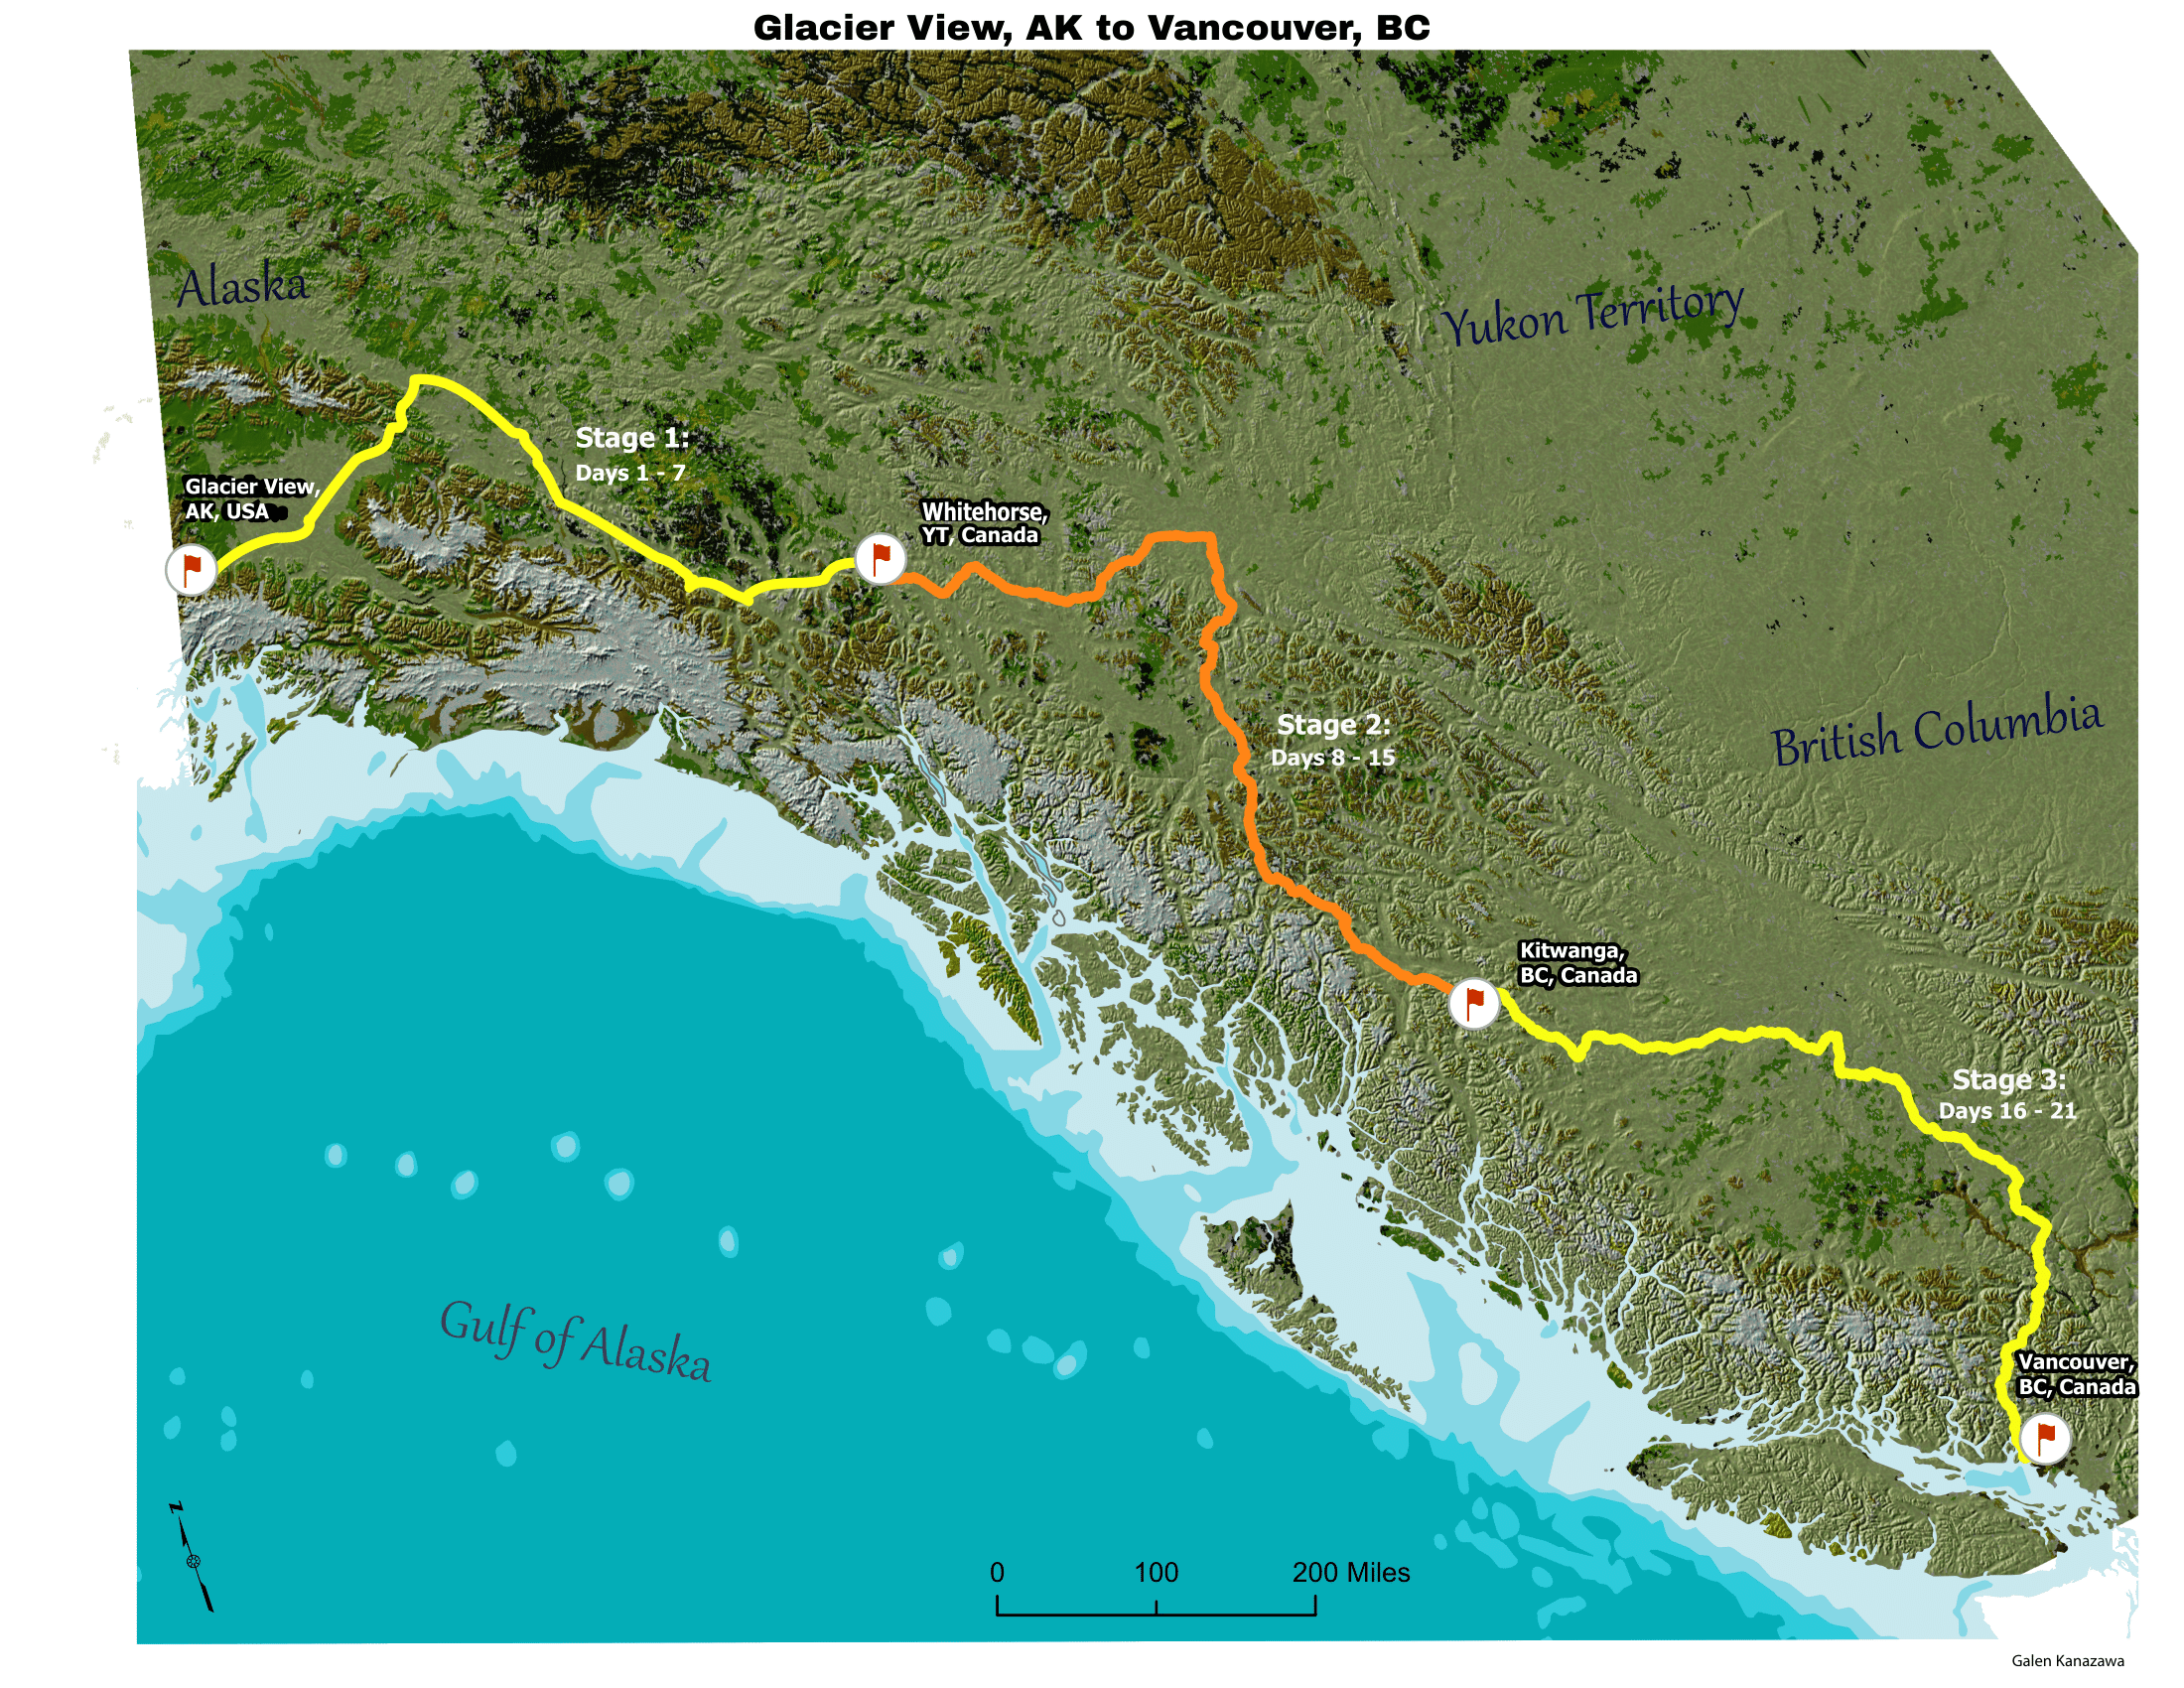 Glacier View, AK to Vancouver, BC
Alaska
Yukon Territory
Stage 1:
Days 1 - 7
Glacier View,
AK, USA
Whitehorse,
YT, Canada
Stage 2:
Days 8 - 15
British Columbia
Kitwanga,
BC, Canada
Stage 3:
Days 16 - 21
Gulf of Alaska
Vancouver,
BC, Canada
N
0 100 200 Miles
Galen Kanazawa